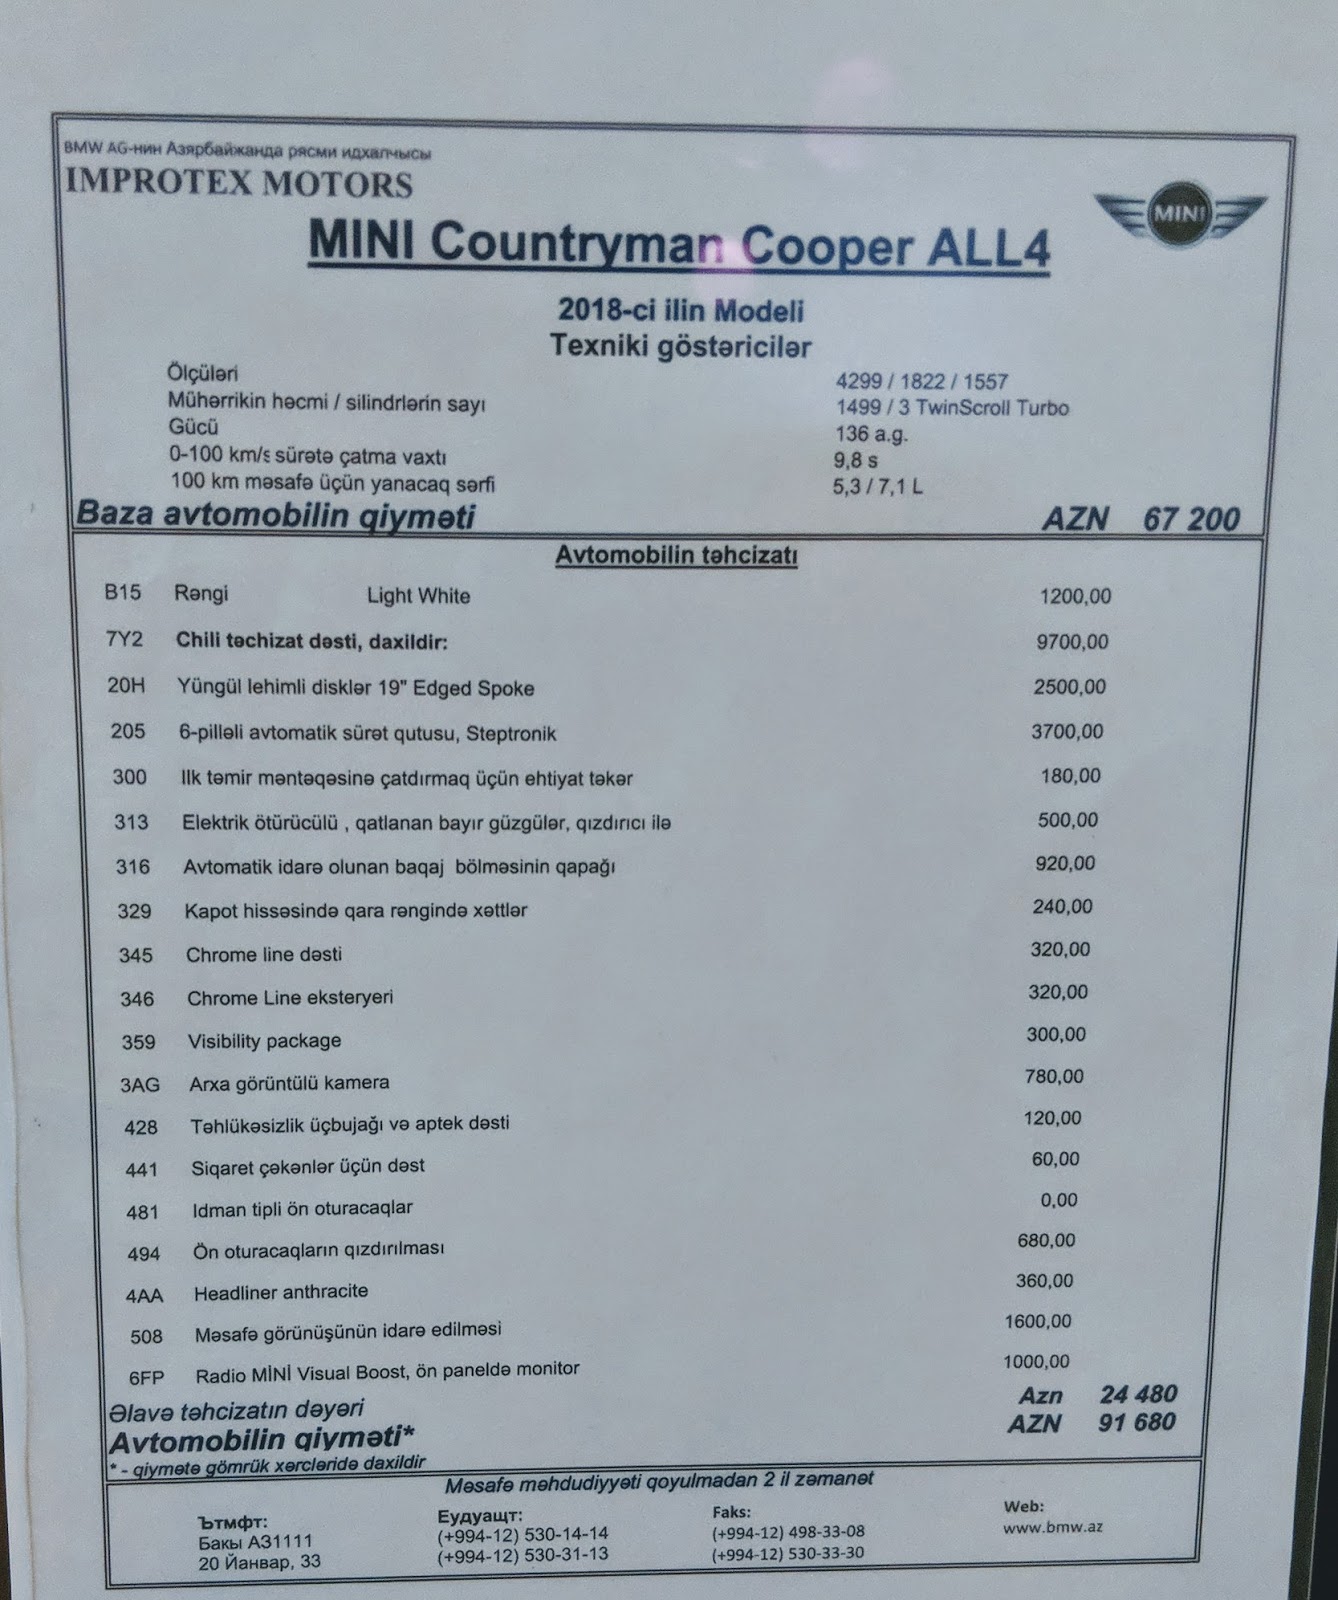 BMW AG-нин Азярбайжанда рясми идхалчысы
IMPROTEX MOTORS
MINI
MINI Countryman Cooper ALL4
2018-ci ilin Modeli
Texniki göstəricilər
Ölçüləri 4299 / 1822 / 1557
Mühərrikin həcmi / silindrlərin sayı 1499 / 3 TwinScroll Turbo
Gücü 136 a.g.
0-100 km/s sürətə çatma vaxtı 9,8 s
100 km məsafə üçün yanacaq sərfi 5,3 / 7,1 L
Baza avtomobilin qiyməti AZN 67 200
Avtomobilin təhcizatı
B15 Rəngi Light White 1200,00
7Y2 Chili təchizat dəsti, daxildir: 9700,00
20H Yüngül lehimli disklər 19" Edged Spoke 2500,00
205 6-pilləli avtomatik sürət qutusu, Steptronik 3700,00
300 Ilk təmir məntəqəsinə çatdırmaq üçün ehtiyat təkər 180,00
313 Elektrik ötürücülü , qatlanan bayır güzgülər, qızdırıcı ilə 500,00
316 Avtomatik idarə olunan baqaj bölməsinin qapağı 920,00
329 Kapot hissəsində qara rəngində xəttlər 240,00
345 Chrome line dəsti 320,00
346 Chrome Line eksteryeri 320,00
359 Visibility package 300,00
3AG Arxa görüntülü kamera 780,00
428 Təhlükəsizlik üçbujağı və aptek dəsti 120,00
441 Siqaret çəkənlər üçün dəst 60,00
481 Idman tipli ön oturacaqlar 0,00
494 Ön oturacaqların qızdırılması 680,00
4AA Headliner anthracite 360,00
508 Məsafə görünüşünün idarə edilməsi 1600,00
6FP Radio MİNİ Visual Boost, ön paneldə monitor 1000,00
Əlavə təhcizatın dəyəri Azn 24 480
Avtomobilin qiyməti* AZN 91 680
* - qiymətə gömrük xərcləridə daxildir
Məsafə məhdudiyyəti qoyulmadan 2 il zəmanət
Ътмфт: Еудуащт: Faks: Web:
Бакы АЗ1111 (+994-12) 530-14-14 (+994-12) 498-33-08 www.bmw.az
20 Йанвар, 33 (+994-12) 530-31-13 (+994-12) 530-33-30